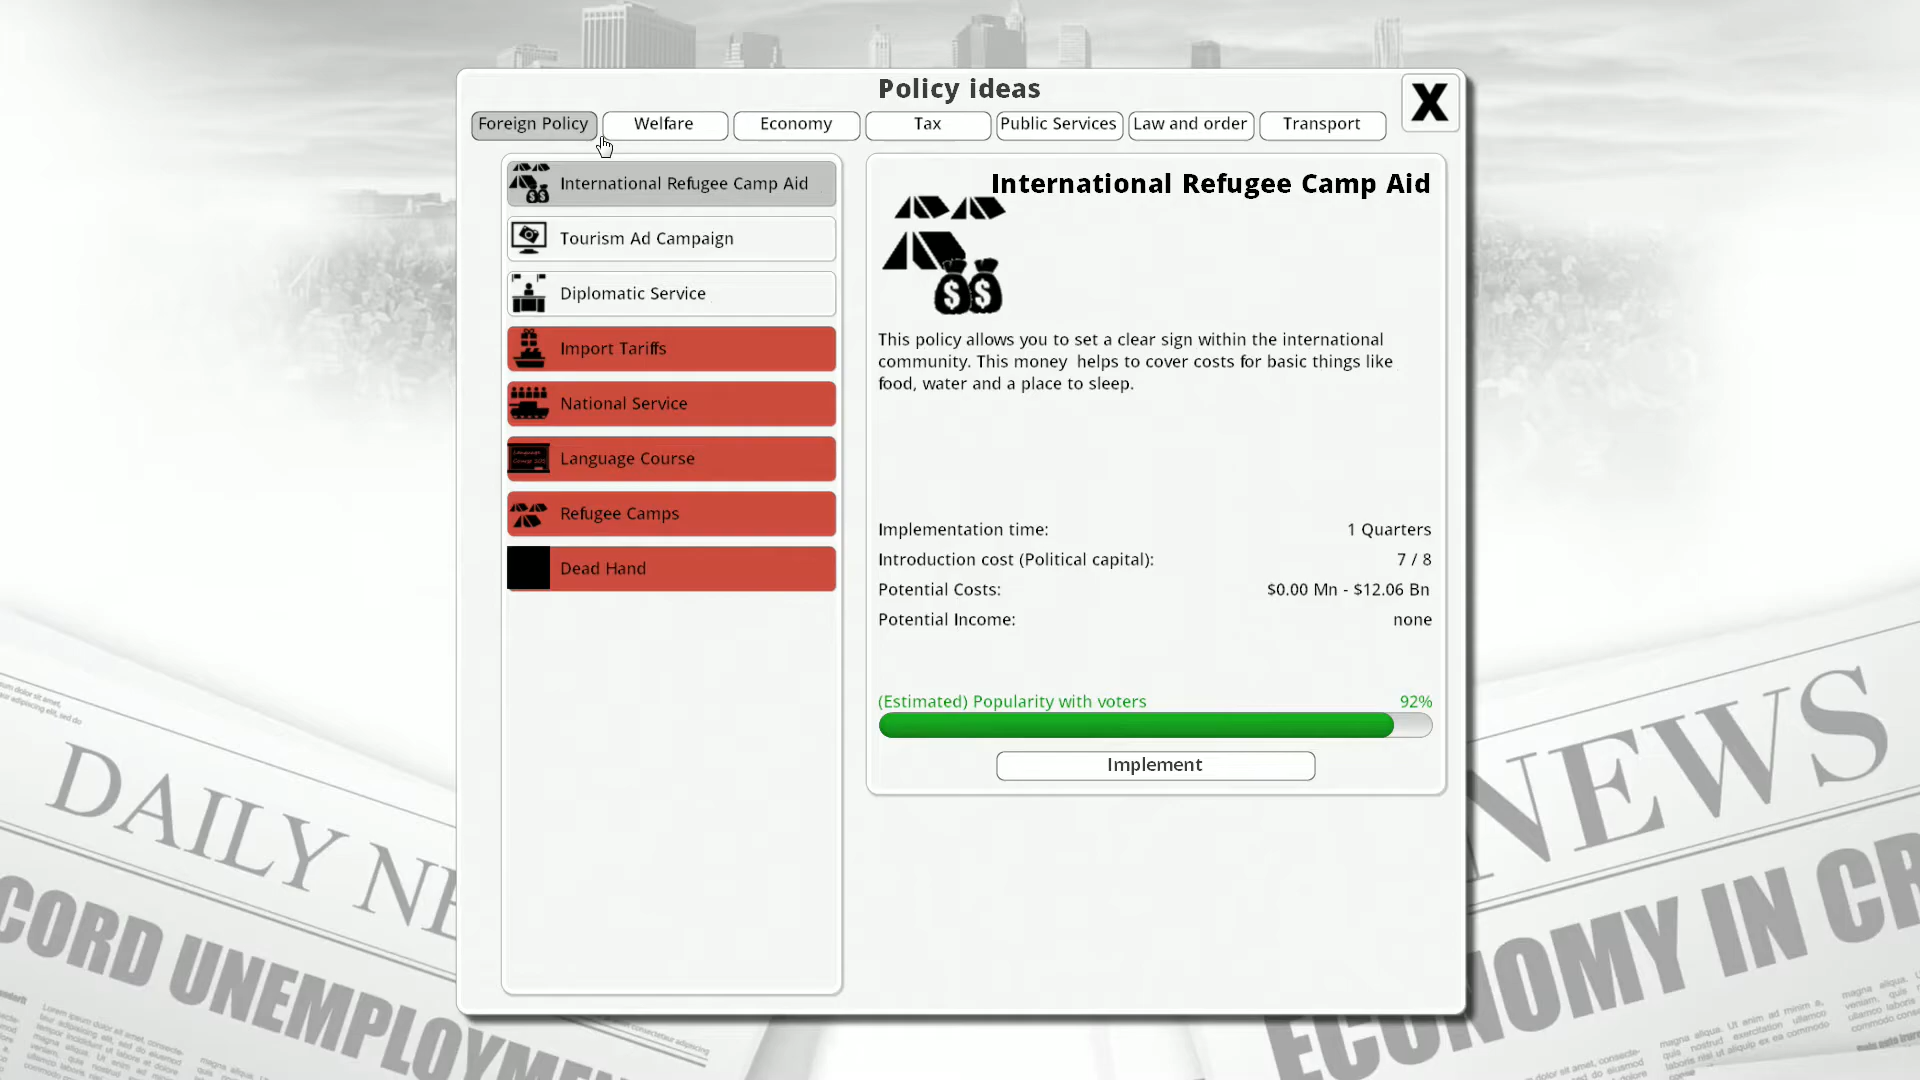 Policy ideas
X
Foreign Policy
Welfare
Economy
Tax
Public Services
Law and order
Transport
International Refugee Camp Aid
Tourism Ad Campaign
Diplomatic Service
Import Tariffs
National Service
Language Course
Refugee Camps
Dead Hand
International Refugee Camp Aid
$ $
This policy allows you to set a clear sign within the international
community. This money helps to cover costs for basic things like
food, water and a place to sleep.
Implementation time: 1 Quarters
Introduction cost (Political capital): 7 / 8
Potential Costs: $0.00 Mn - $12.06 Bn
Potential Income: none
(Estimated) Popularity with voters 92%
Implement
DAILY NE
CORD UNEMPLOYME
NEWS
ECONOMY IN CR